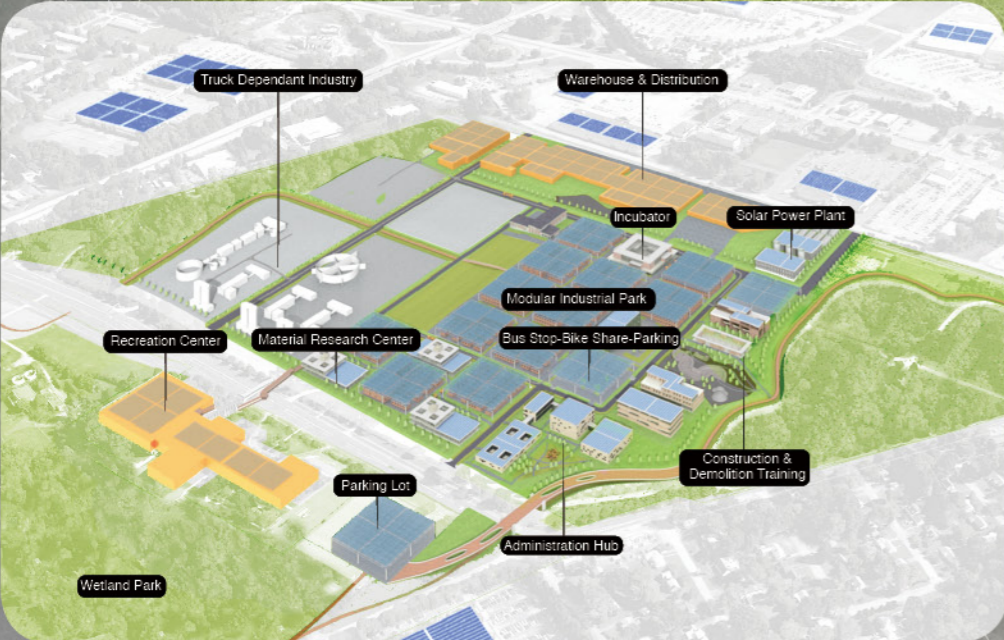 Truck Dependant Industry
Warehouse & Distribution
Incubator
Solar Power Plant
Modular Industrial Park
Recreation Center
Material Research Center
Bus Stop-Bike Share-Parking
Construction &
Demolition Training
Parking Lot
Administration Hub
Wetland Park